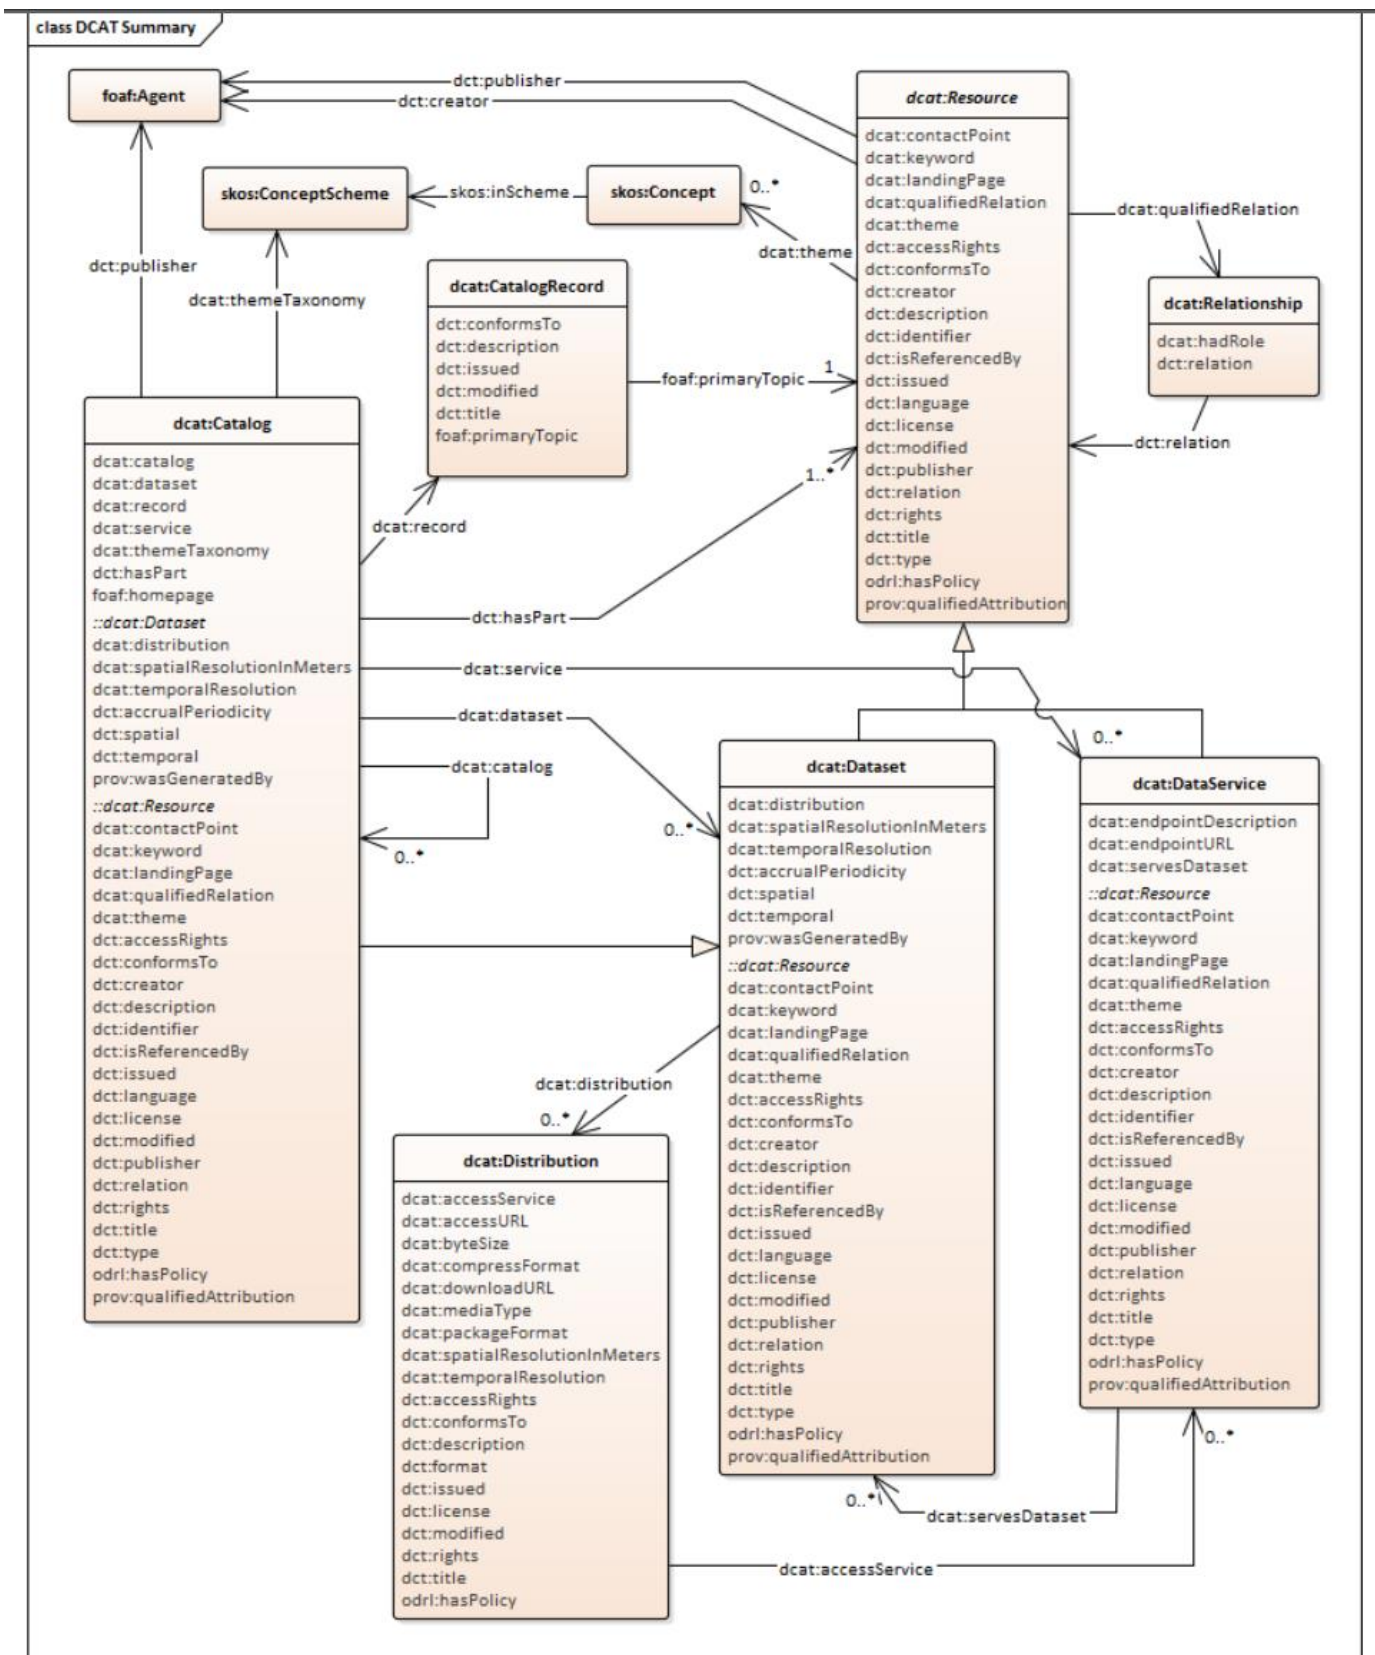 class DCAT Summary
foaf:Agent
dct:publisher
dct:creator
dcat:Resource
dcat:contactPoint
dcat:keyword
dcat:landingPage
dcat:qualifiedRelation
dcat:theme
dct:accessRights
dct:conformsTo
dct:creator
dct:description
dct:identifier
dct:isReferencedBy
dct:issued
dct:language
dct:license
dct:modified
dct:publisher
dct:relation
dct:rights
dct:title
dct:type
odrl:hasPolicy
prov:qualifiedAttribution
skos:ConceptScheme
skos:inScheme
skos:Concept
0..*
dcat:theme
dcat:qualifiedRelation
dcat:Relationship
dcat:hadRole
dct:relation
dct:relation
dct:publisher
dcat:themeTaxonomy
dcat:CatalogRecord
dct:conformsTo
dct:description
dct:issued
dct:modified
dct:title
foaf:primaryTopic
foaf:primaryTopic
1
dcat:Catalog
dcat:catalog
dcat:dataset
dcat:record
dcat:service
dcat:themeTaxonomy
dct:hasPart
foaf:homepage
::dcat:Dataset
dcat:distribution
dcat:spatialResolutionInMeters
dcat:temporalResolution
dct:accrualPeriodicity
dct:spatial
dct:temporal
prov:wasGeneratedBy
::dcat:Resource
dcat:contactPoint
dcat:keyword
dcat:landingPage
dcat:qualifiedRelation
dcat:theme
dct:accessRights
dct:conformsTo
dct:creator
dct:description
dct:identifier
dct:isReferencedBy
dct:issued
dct:language
dct:license
dct:modified
dct:publisher
dct:relation
dct:rights
dct:title
dct:type
odrl:hasPolicy
prov:qualifiedAttribution
dcat:record
1..*
dct:hasPart
dcat:service
0..*
dcat:dataset
0..*
dcat:catalog
0..*
dcat:Dataset
dcat:distribution
dcat:spatialResolutionInMeters
dcat:temporalResolution
dct:accrualPeriodicity
dct:spatial
dct:temporal
prov:wasGeneratedBy
::dcat:Resource
dcat:contactPoint
dcat:keyword
dcat:landingPage
dcat:qualifiedRelation
dcat:theme
dct:accessRights
dct:conformsTo
dct:creator
dct:description
dct:identifier
dct:isReferencedBy
dct:issued
dct:language
dct:license
dct:modified
dct:publisher
dct:relation
dct:rights
dct:title
dct:type
odrl:hasPolicy
prov:qualifiedAttribution
dcat:DataService
dcat:endpointDescription
dcat:endpointURL
dcat:servesDataset
::dcat:Resource
dcat:contactPoint
dcat:keyword
dcat:landingPage
dcat:qualifiedRelation
dcat:theme
dct:accessRights
dct:conformsTo
dct:creator
dct:description
dct:identifier
dct:isReferencedBy
dct:issued
dct:language
dct:license
dct:modified
dct:publisher
dct:relation
dct:rights
dct:title
dct:type
odrl:hasPolicy
prov:qualifiedAttribution
dcat:distribution
0..*
dcat:Distribution
dcat:accessService
dcat:accessURL
dcat:byteSize
dcat:compressFormat
dcat:downloadURL
dcat:mediaType
dcat:packageFormat
dcat:spatialResolutionInMeters
dcat:temporalResolution
dct:accessRights
dct:conformsTo
dct:description
dct:format
dct:issued
dct:license
dct:modified
dct:rights
dct:title
odrl:hasPolicy
0..*
0..*
dcat:servesDataset
dcat:accessService